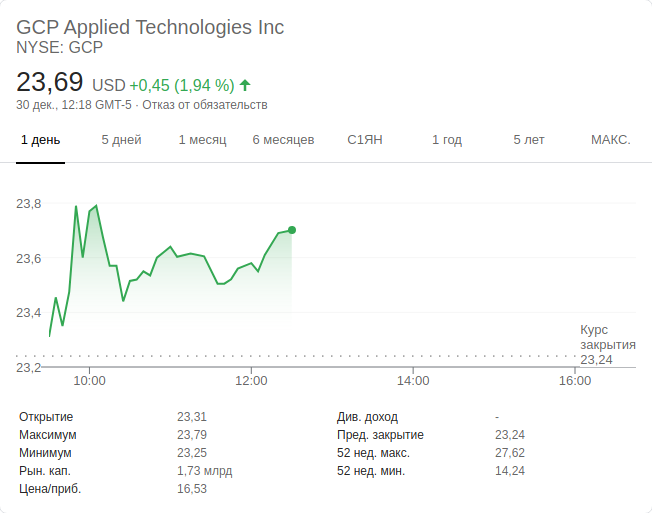 GCP Applied Technologies Inc
NYSE: GCP
23,69 USD +0,45 (1,94 %)
30 дек., 12:18 GMT-5 · Отказ от обязательств
1 день 5 дней 1 месяц 6 месяцев С1ЯН 1 год 5 лет МАКС.
23,8
23,6
23,4
Курс
закрытия
23,24
23,2
10:00 12:00 14:00 16:00
Открытие 23,31 Див. доход -
Максимум 23,79 Пред. закрытие 23,24
Минимум 23,25 52 нед. макс. 27,62
Рын. кап. 1,73 млрд 52 нед. мин. 14,24
Цена/приб. 16,53